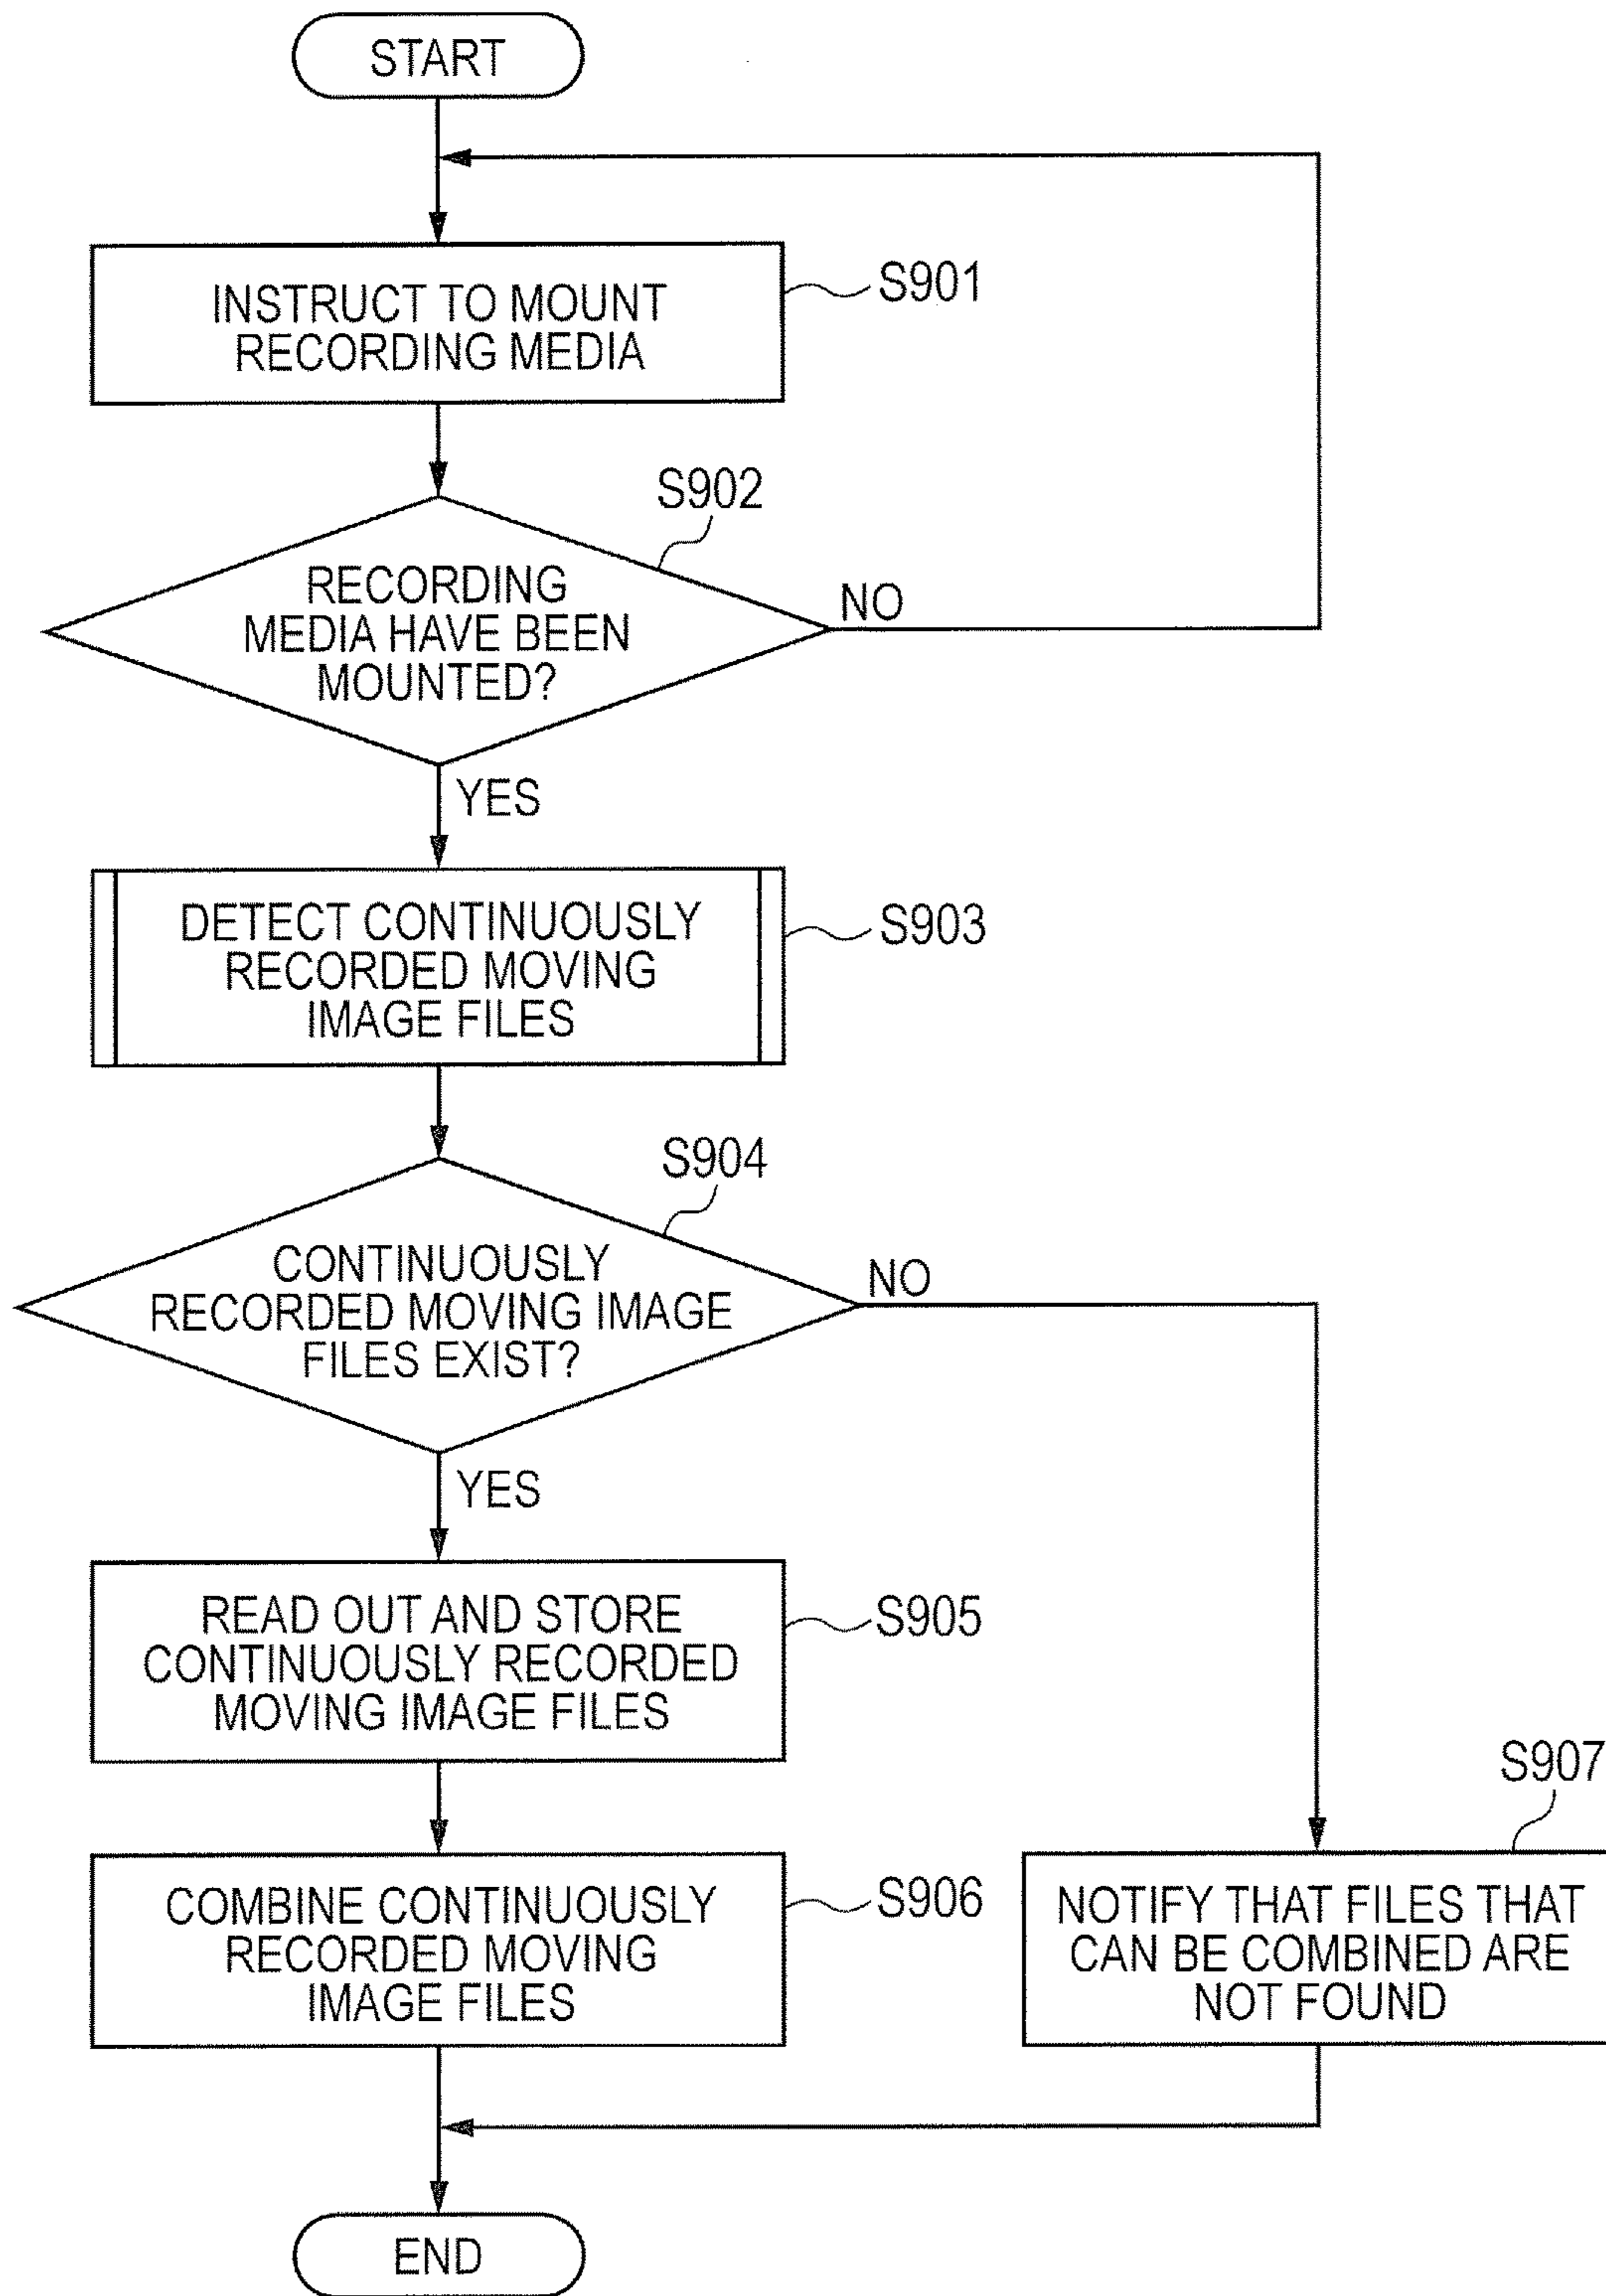 START
INSTRUCT TO MOUNT
RECORDING MEDIA
S901
S902
RECORDING
MEDIA HAVE BEEN
MOUNTED?
NO
YES
DETECT CONTINUOUSLY
RECORDED MOVING
IMAGE FILES
S903
S904
CONTINUOUSLY
RECORDED MOVING IMAGE
FILES EXIST?
NO
YES
READ OUT AND STORE
CONTINUOUSLY RECORDED
MOVING IMAGE FILES
S905
S907
COMBINE CONTINUOUSLY
RECORDED MOVING
IMAGE FILES
S906
NOTIFY THAT FILES THAT
CAN BE COMBINED ARE
NOT FOUND
END